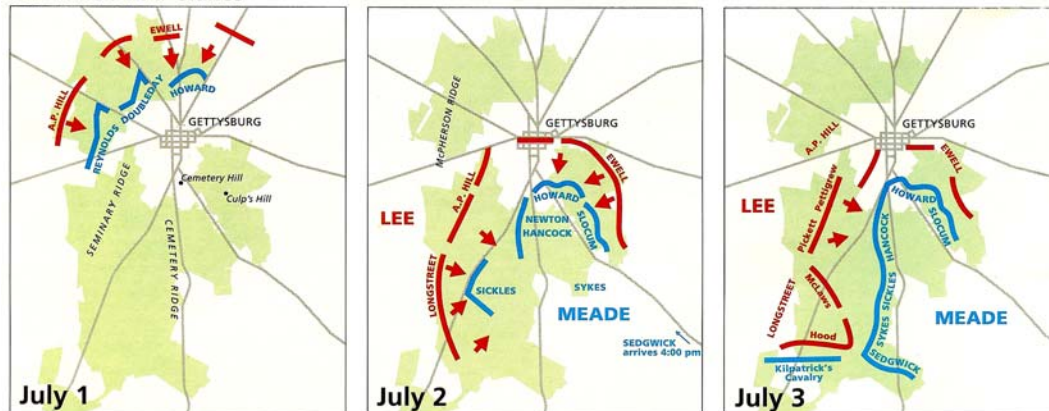 EWELL
A.P. HILL
REYNOLDS
DOUBLEDAY
HOWARD
GETTYSBURG
Cemetery Hill
Culp's Hill
SEMINARY RIDGE
CEMETERY RIDGE
July 1
McPHERSON RIDGE
GETTYSBURG
EWELL
A.P. HILL
LEE
HOWARD
NEWTON
HANCOCK
SLOCUM
LONGSTREET
SICKLES
SYKES
MEADE
SEDGWICK
arrives 4:00 pm
July 2
A.P. HILL
GETTYSBURG
EWELL
LEE
Pickett Pettigrew
HOWARD
SLOCUM
HANCOCK
SYKES SICKLES
LONGSTREET
McLaws
MEADE
Hood
SEDGWICK
Kilpatrick's
Cavalry
July 3